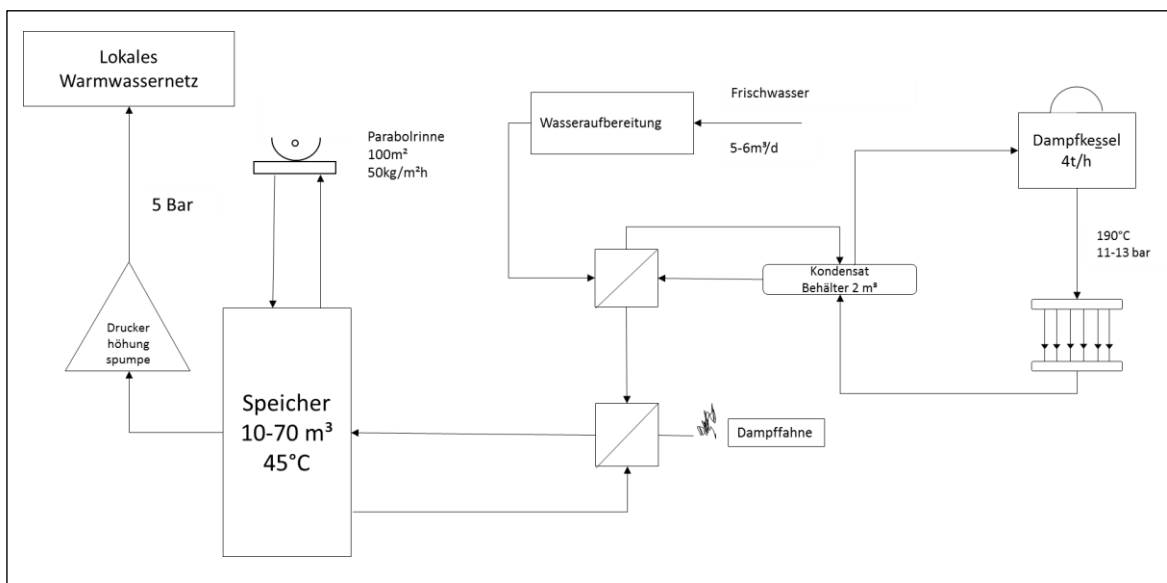 Lokales
Warmwassernetz
5 Bar
Drucker
höhung
spumpe
Parabolrinne
100m²
50kg/m²h
Speicher
10-70 m³
45°C
Wasseraufbereitung
Frischwasser
5-6m³/d
Kondensat
Behälter 2 m³
Dampffahne
Dampfkessel
4t/h
190°C
11-13 bar